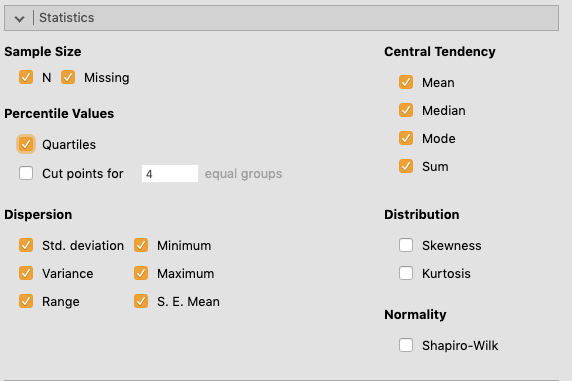 Statistics
Sample Size
N Missing
Percentile Values
Quartiles
Cut points for 4 equal groups
Dispersion
Std. deviation Minimum
Variance Maximum
Range S. E. Mean
Central Tendency
Mean
Median
Mode
Sum
Distribution
Skewness
Kurtosis
Normality
Shapiro-Wilk